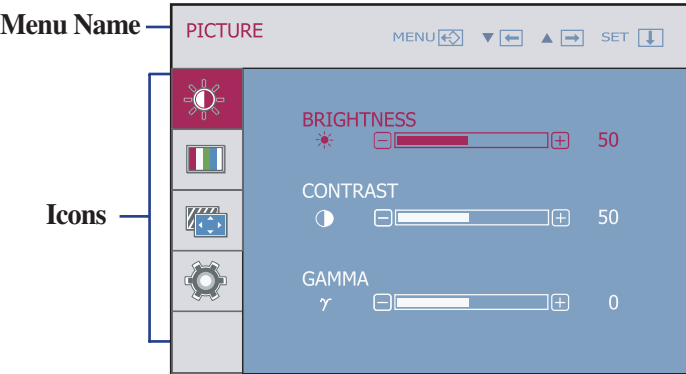 Menu Name
PICTURE MENU ▼ ▲ SET
Icons
BRIGHTNESS
50
CONTRAST
50
GAMMA
γ 0